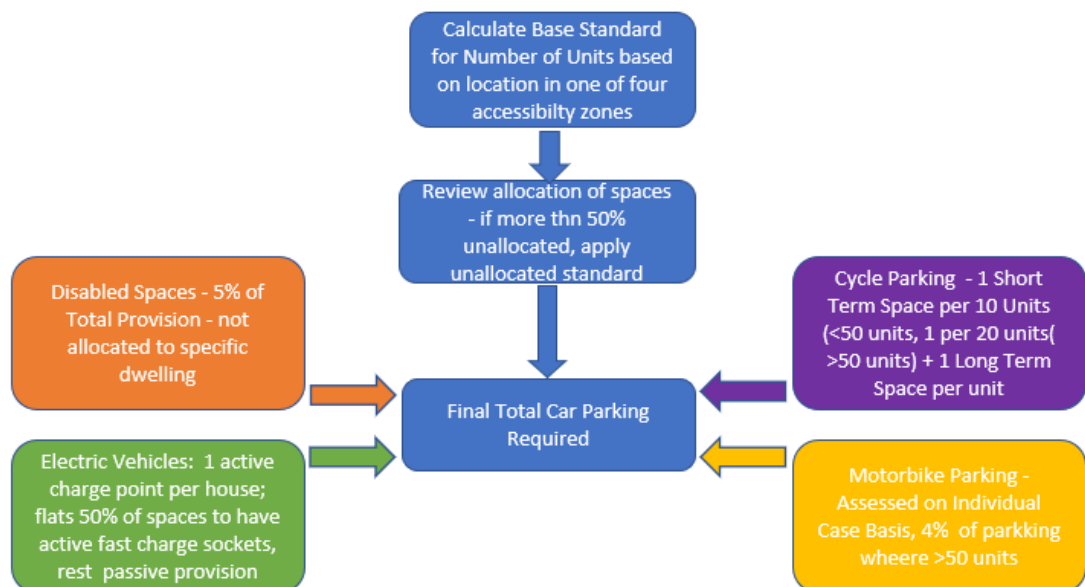 Calculate Base Standard
for Number of Units based
on location in one of four
accessibilty zones
Review allocation of spaces
- if more thn 50%
unallocated, apply
unallocated standard
Disabled Spaces - 5% of
Total Provision - not
allocated to specific
dwelling
Cycle Parking - 1 Short
Term Space per 10 Units
(<50 units, 1 per 20 units(
>50 units) + 1 Long Term
Space per unit
Final Total Car Parking
Required
Electric Vehicles: 1 active
charge point per house;
flats 50% of spaces to have
active fast charge sockets,
rest passive provision
Motorbike Parking -
Assessed on Individual
Case Basis, 4% of parkking
wheere >50 units